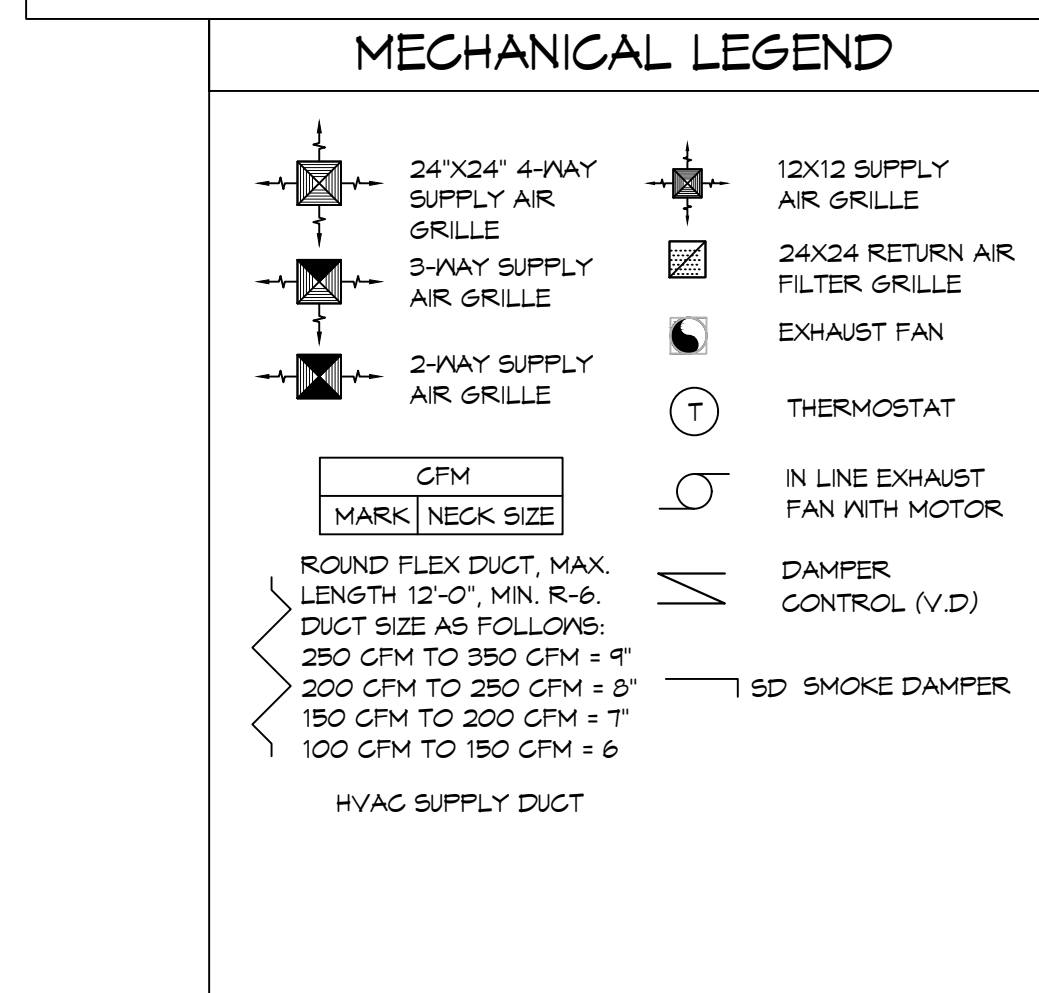 MECHANICAL LEGEND
24"X24" 4-WAY
SUPPLY AIR
GRILLE
3-WAY SUPPLY
AIR GRILLE
2-WAY SUPPLY
AIR GRILLE
CFM
MARK NECK SIZE
ROUND FLEX DUCT, MAX.
LENGTH 12'-0", MIN. R-6.
DUCT SIZE AS FOLLOWS:
250 CFM TO 350 CFM = 9"
200 CFM TO 250 CFM = 8"
150 CFM TO 200 CFM = 7"
100 CFM TO 150 CFM = 6
HVAC SUPPLY DUCT
12X12 SUPPLY
AIR GRILLE
24X24 RETURN AIR
FILTER GRILLE
EXHAUST FAN
T THERMOSTAT
IN LINE EXHAUST
FAN WITH MOTOR
DAMPER
CONTROL (V.D)
SD SMOKE DAMPER